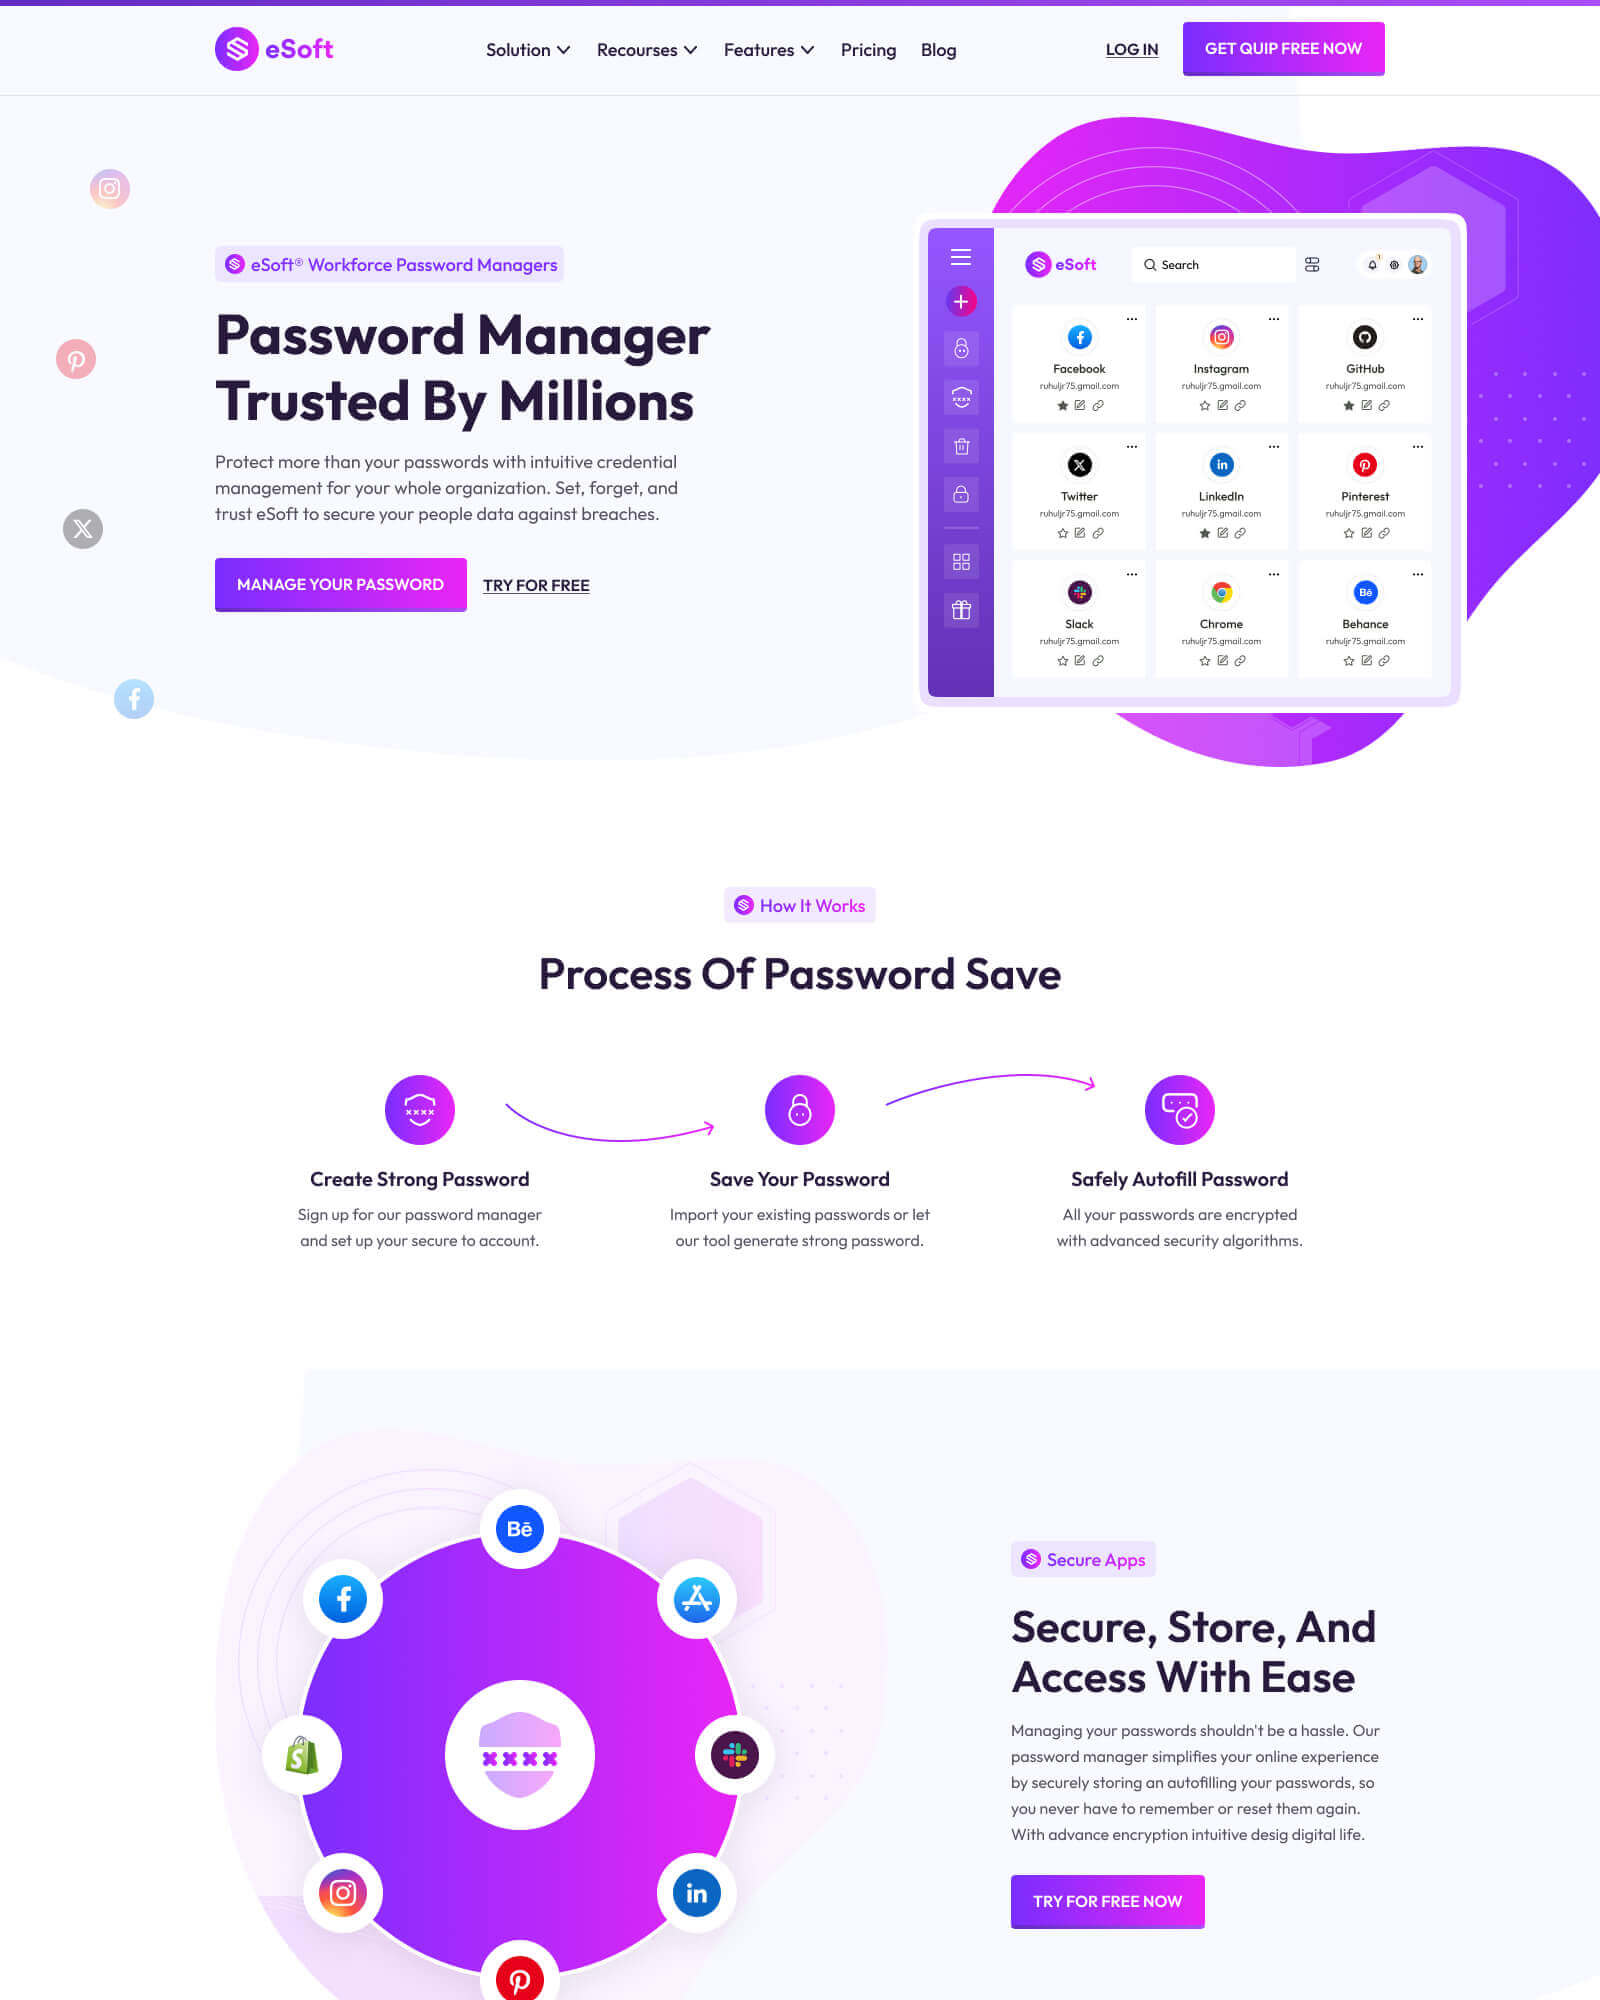 eSoft
Solution
Recourses
Features
Pricing
Blog
LOG IN
GET QUIP FREE NOW
eSoft® Workforce Password Managers
Password Manager
Trusted By Millions
Protect more than your passwords with intuitive credential
management for your whole organization. Set, forget, and
trust eSoft to secure your people data against breaches.
MANAGE YOUR PASSWORD
TRY FOR FREE
eSoft
Search
1
Facebook
ruhuljr75.gmail.com
Instagram
ruhuljr75.gmail.com
GitHub
ruhuljr75.gmail.com
Twitter
ruhuljr75.gmail.com
in
LinkedIn
ruhuljr75.gmail.com
Pinterest
ruhuljr75.gmail.com
Slack
ruhuljr75.gmail.com
Chrome
ruhuljr75.gmail.com
Bē
Behance
ruhuljr75.gmail.com
How It Works
Process Of Password Save
Create Strong Password
Sign up for our password manager
and set up your secure to account.
Save Your Password
Import your existing passwords or let
our tool generate strong password.
Safely Autofill Password
All your passwords are encrypted
with advanced security algorithms.
Bē
in
Secure Apps
Secure, Store, And
Access With Ease
Managing your passwords shouldn't be a hassle. Our
password manager simplifies your online experience
by securely storing an autofilling your passwords, so
you never have to remember or reset them again.
With advance encryption intuitive desig digital life.
TRY FOR FREE NOW